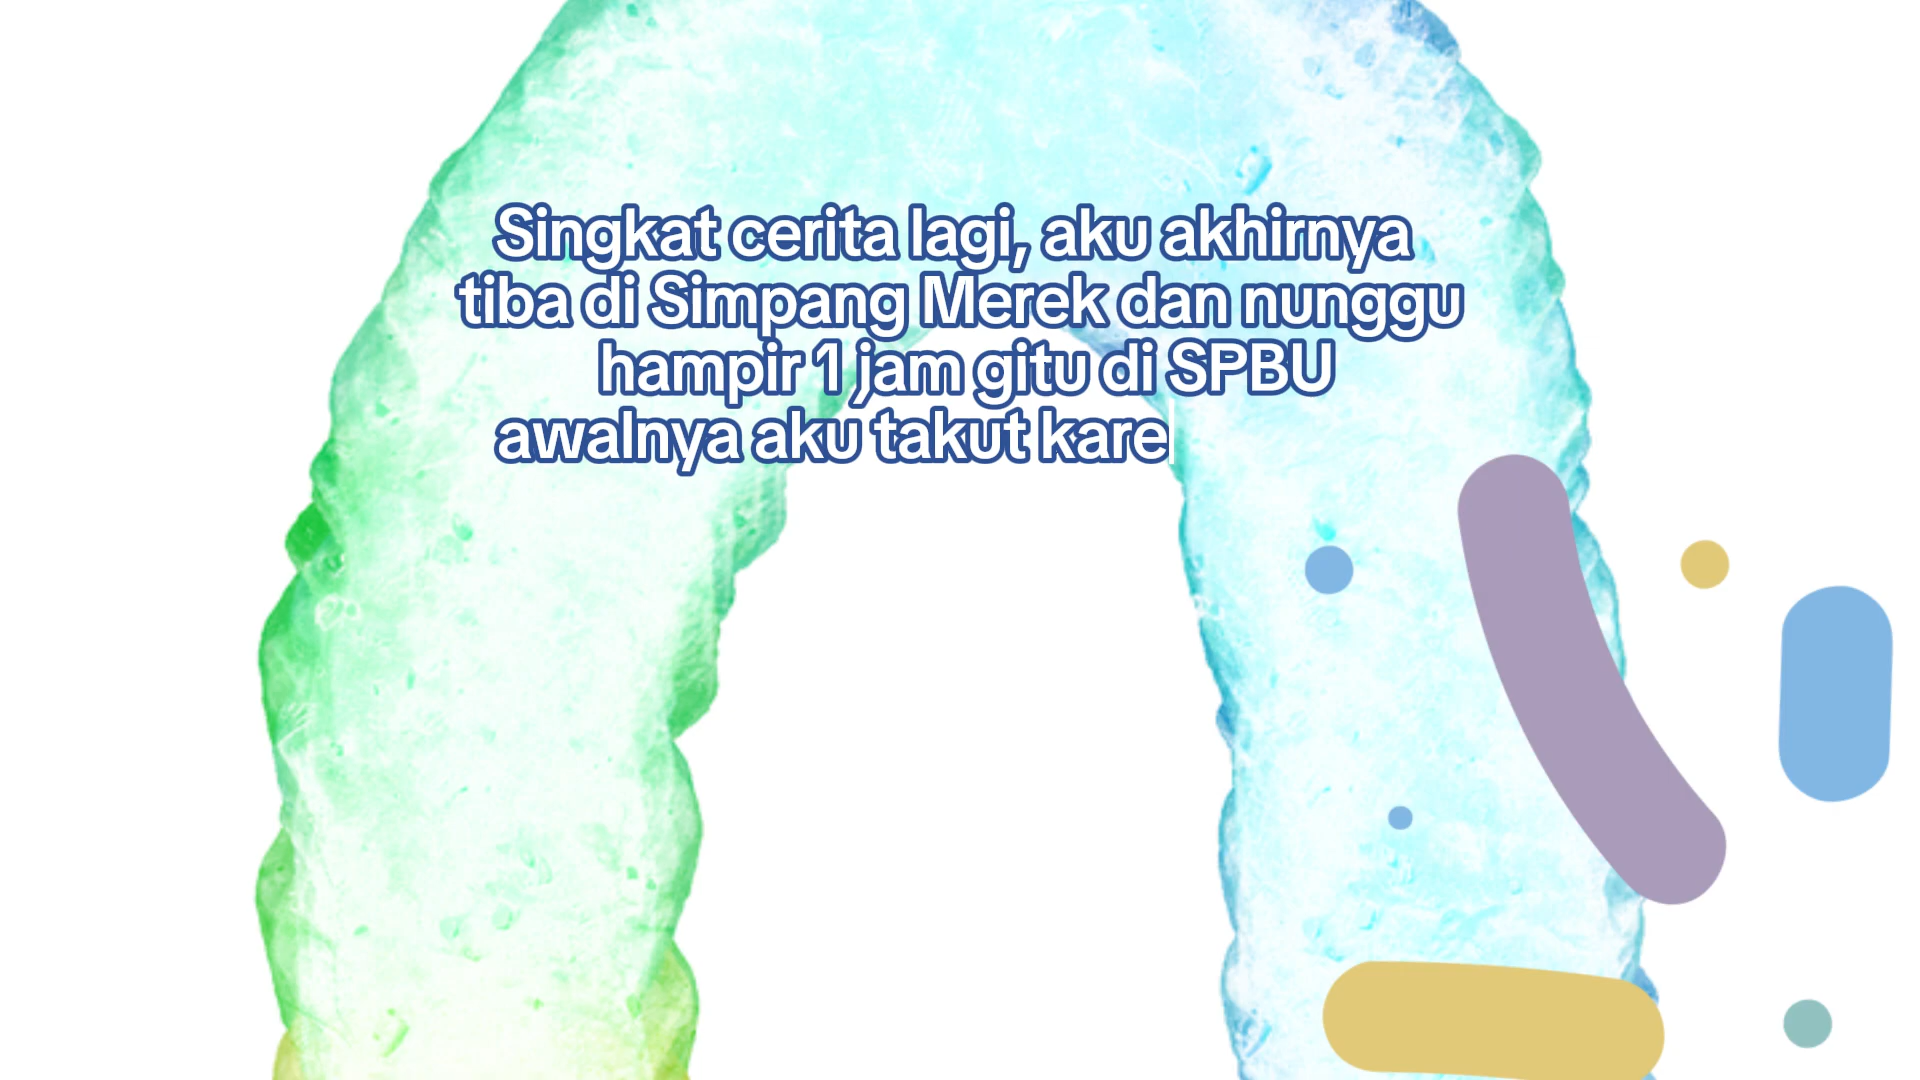 Singkat cerita lagi, aku akhirnya
tiba di Simpang Merek dan nunggu
hampir 1 jam gitu di SPBU
awalnya aku takut kare